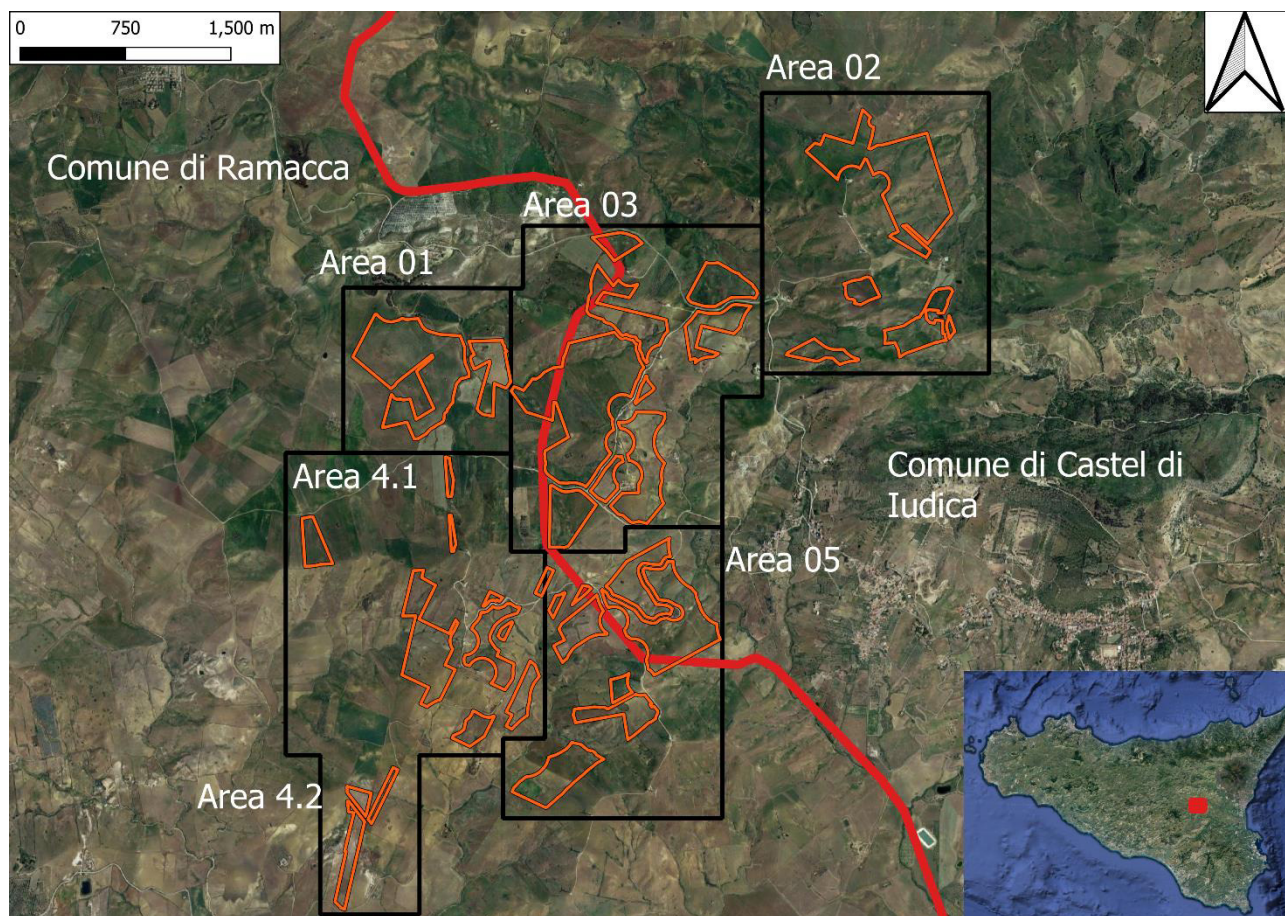 0 750 1,500 m
Area 02
Comune di Ramacca
Area 03
Area 01
Area 4.1
Comune di Castel di
Iudica
Area 05
Area 4.2